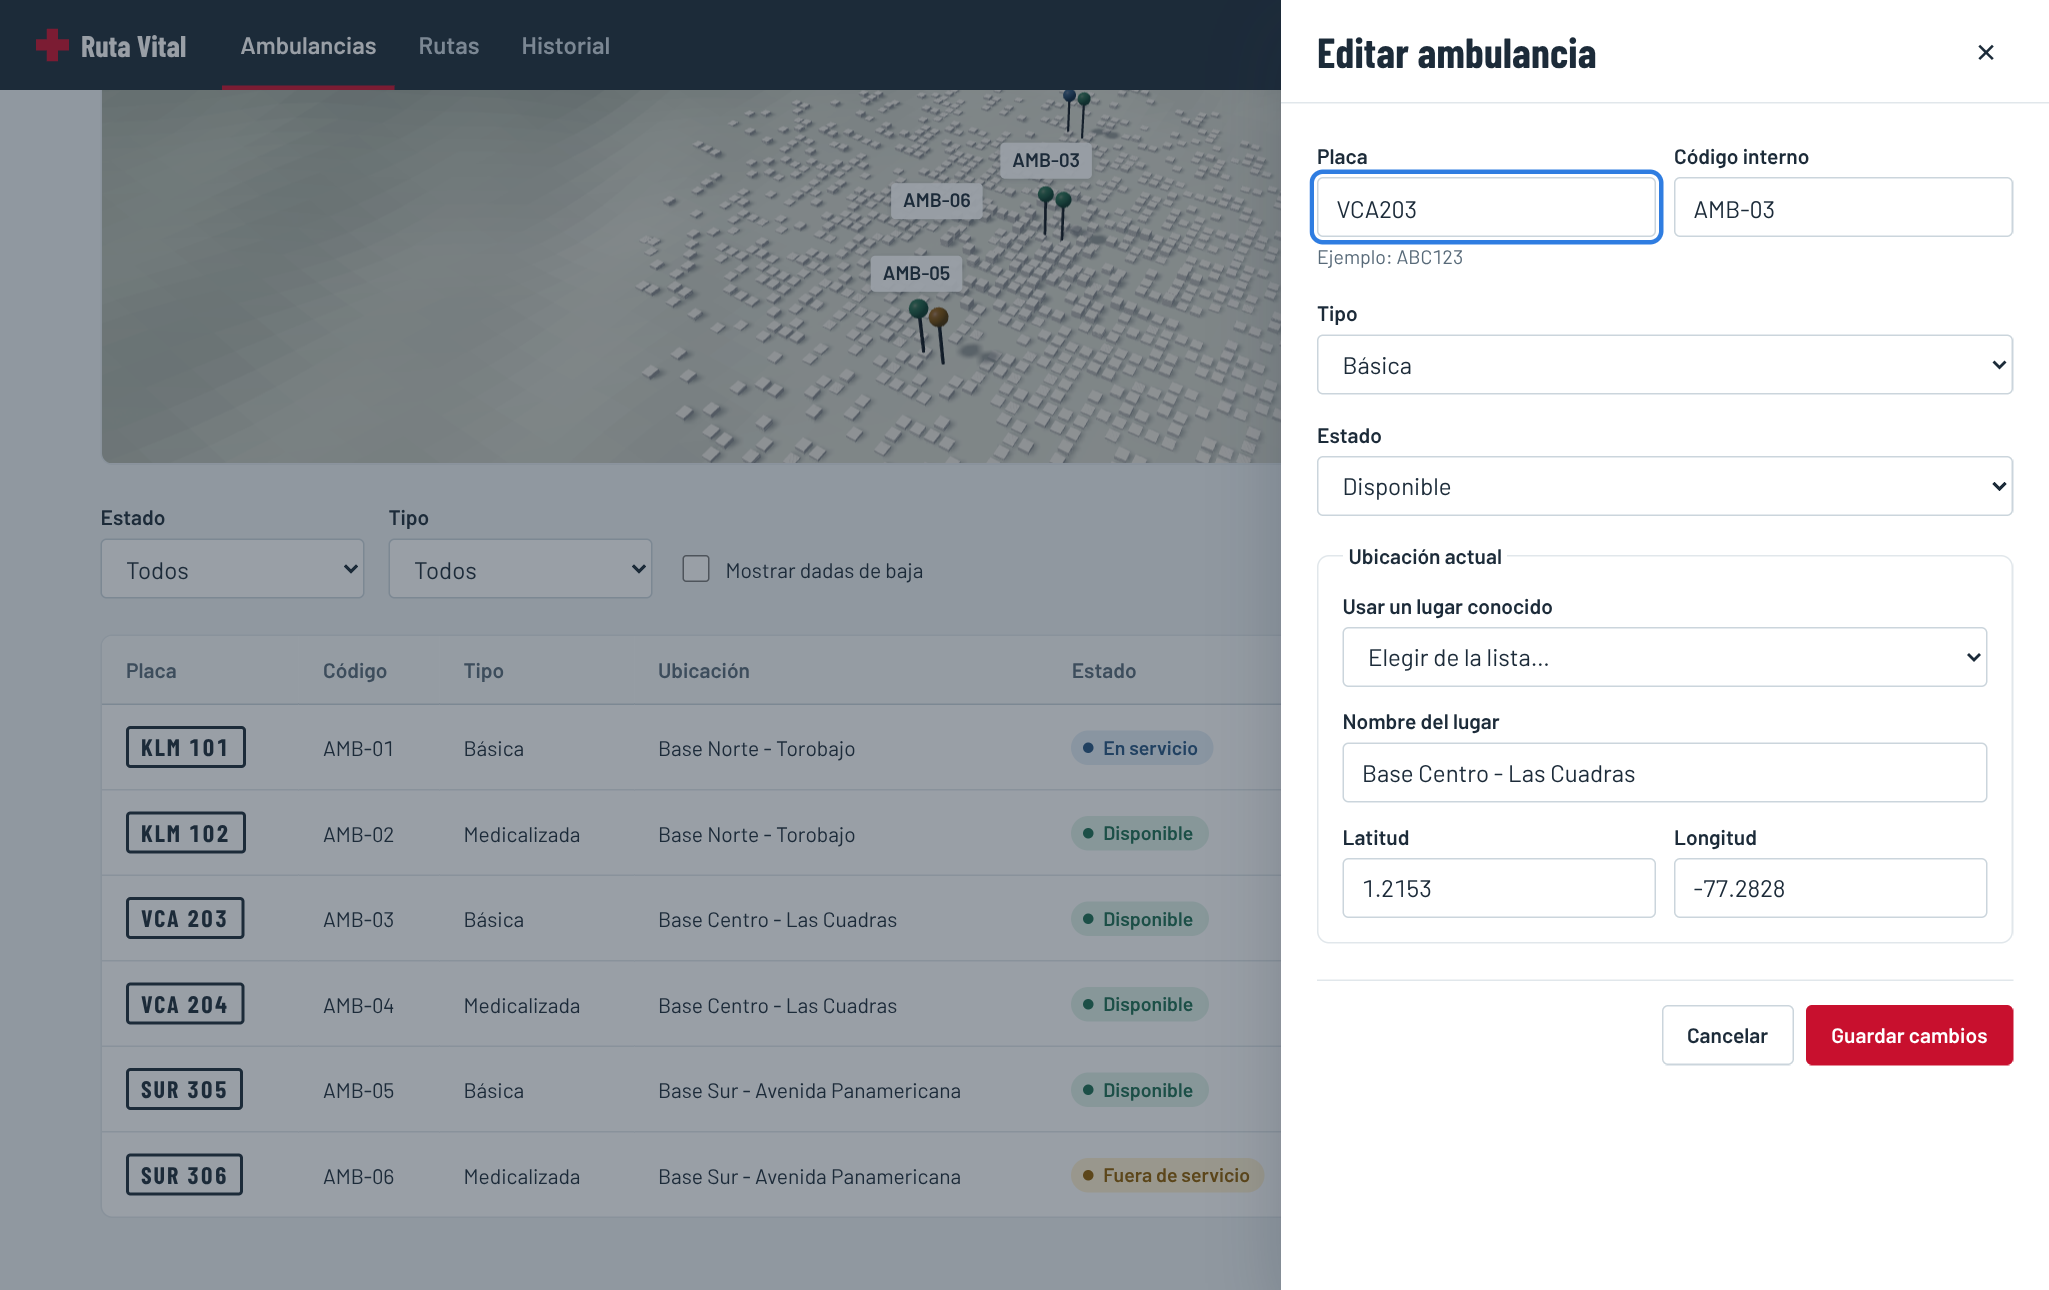 Ruta Vital
Ambulancias
Rutas
Historial
AMB-03
AMB-06
AMB-05
Estado
Todos
Tipo
Todos
Mostrar dadas de baja
Placa Código Tipo Ubicación Estado
KLM 101 AMB-01 Básica Base Norte - Torobajo En servicio
KLM 102 AMB-02 Medicalizada Base Norte - Torobajo Disponible
VCA 203 AMB-03 Básica Base Centro - Las Cuadras Disponible
VCA 204 AMB-04 Medicalizada Base Centro - Las Cuadras Disponible
SUR 305 AMB-05 Básica Base Sur - Avenida Panamericana Disponible
SUR 306 AMB-06 Medicalizada Base Sur - Avenida Panamericana Fuera de servicio
Editar ambulancia
Placa
VCA203
Ejemplo: ABC123
Código interno
AMB-03
Tipo
Básica
Estado
Disponible
Ubicación actual
Usar un lugar conocido
Elegir de la lista...
Nombre del lugar
Base Centro - Las Cuadras
Latitud
1.2153
Longitud
-77.2828
Cancelar
Guardar cambios